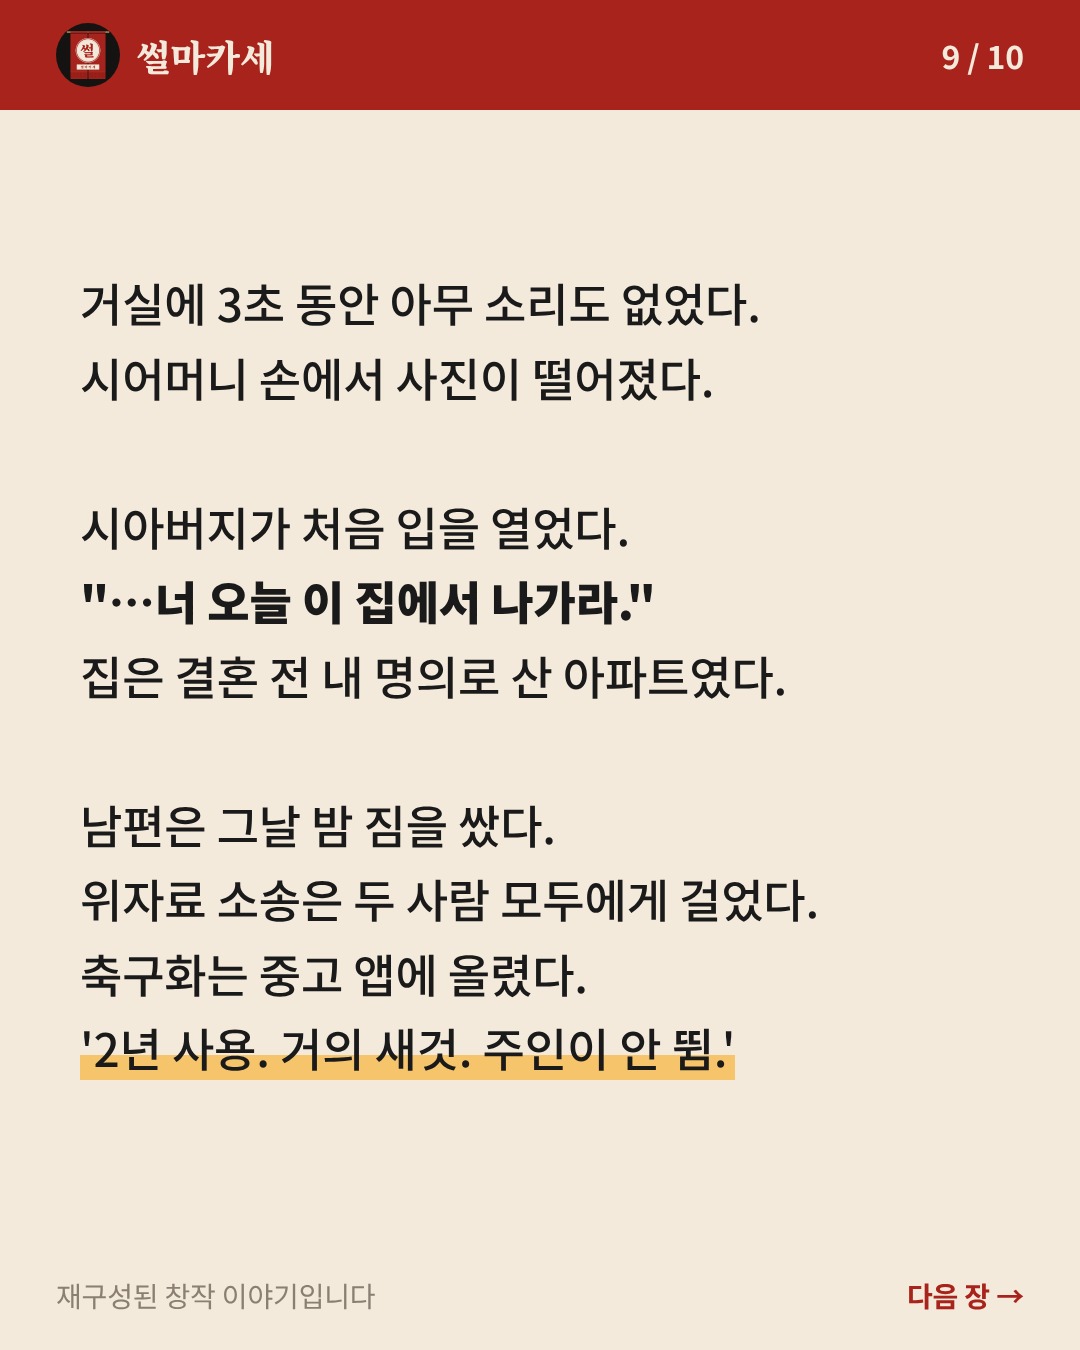 썰
썰마카세
9 / 10
거실에 3초 동안 아무 소리도 없었다.
시어머니 손에서 사진이 떨어졌다.
시아버지가 처음 입을 열었다.
"…너 오늘 이 집에서 나가라."
집은 결혼 전 내 명의로 산 아파트였다.
남편은 그날 밤 짐을 쌌다.
위자료 소송은 두 사람 모두에게 걸었다.
축구화는 중고 앱에 올렸다.
'2년 사용. 거의 새것. 주인이 안 뜀.'
재구성된 창작 이야기입니다
다음 장 →